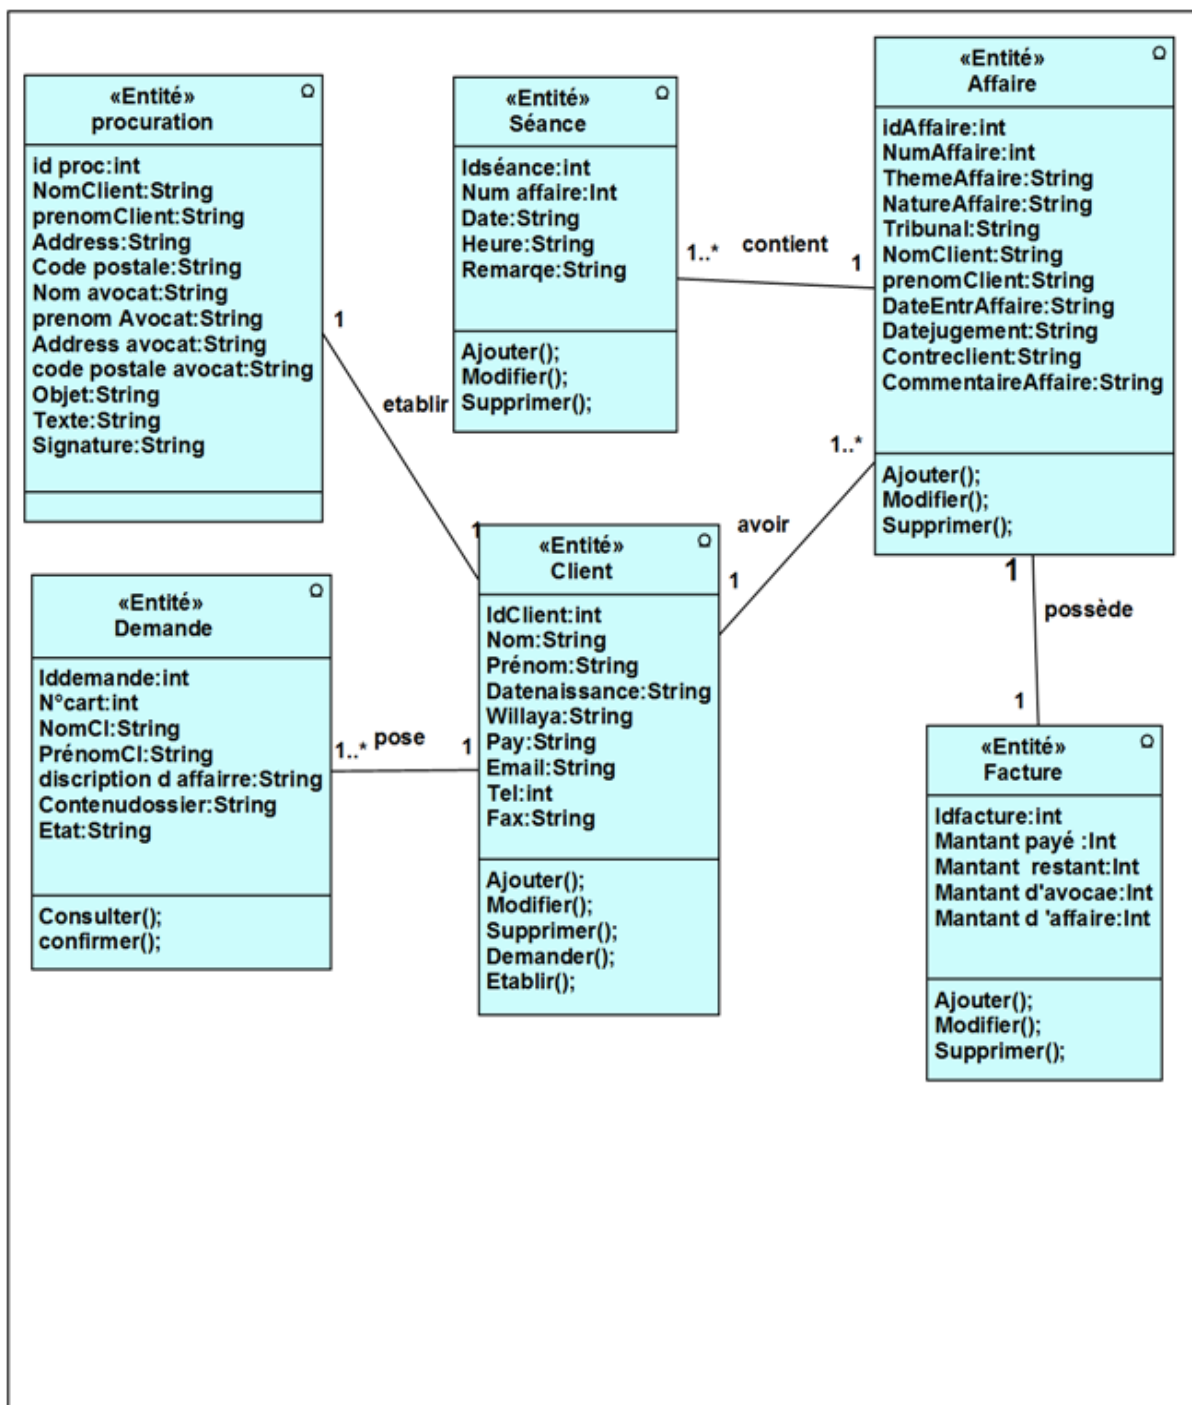 «Entité»
procuration
id proc:int
NomClient:String
prenomClient:String
Address:String
Code postale:String
Nom avocat:String
prenom Avocat:String
Address avocat:String
code postale avocat:String
Objet:String
Texte:String
Signature:String
«Entité»
Séance
Idséance:int
Num affaire:Int
Date:String
Heure:String
Remarqe:String
Ajouter();
Modifier();
Supprimer();
«Entité»
Affaire
idAffaire:int
NumAffaire:int
ThemeAffaire:String
NatureAffaire:String
Tribunal:String
NomClient:String
prenomClient:String
DateEntrAffaire:String
Datejugement:String
Contreclient:String
CommentaireAffaire:String
Ajouter();
Modifier();
Supprimer();
1..*
contient
1
1
etablir
1
1..*
avoir
1
1
possède
1
«Entité»
Demande
Iddemande:int
N°cart:int
NomCl:String
PrénomCl:String
discription d affairre:String
Contenudossier:String
Etat:String
Consulter();
confirmer();
1..*
pose
1
«Entité»
Client
IdClient:int
Nom:String
Prénom:String
Datenaissance:String
Willaya:String
Pay:String
Email:String
Tel:int
Fax:String
Ajouter();
Modifier();
Supprimer();
Demander();
Etablir();
«Entité»
Facture
Idfacture:int
Mantant payé :Int
Mantant  restant:Int
Mantant d'avocae:Int
Mantant d 'affaire:Int
Ajouter();
Modifier();
Supprimer();